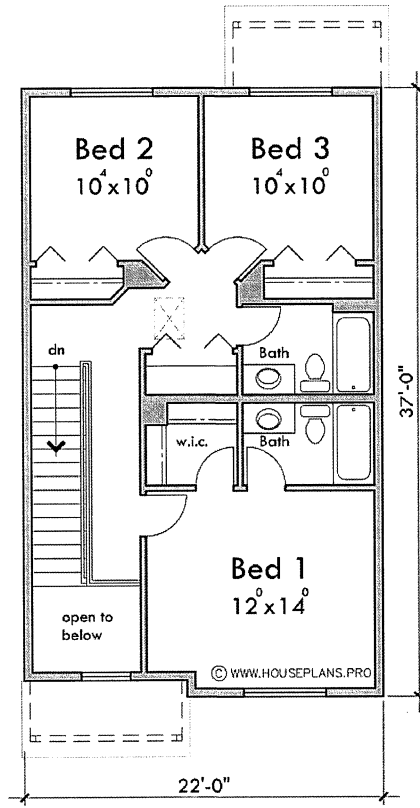 Bed 2
10⁴x10⁰
Bed 3
10⁴x10⁰
dn
Bath
37'-0"
w.i.c.
Bath
Bed 1
12⁰x14⁰
open to
below
© WWW.HOUSEPLANS.PRO
22'-0"